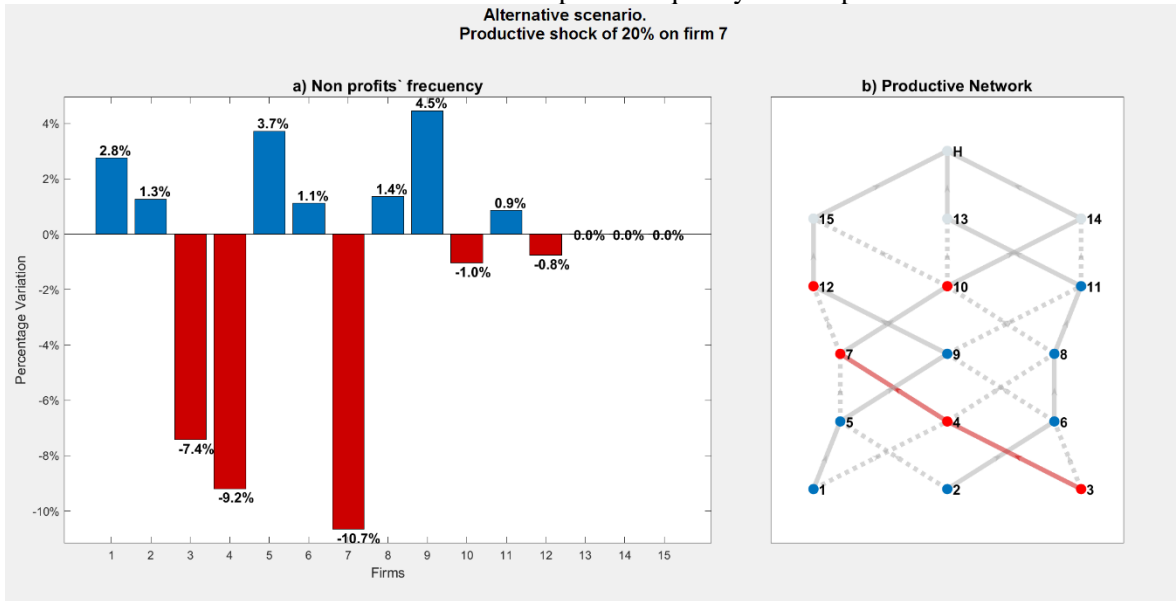 Alternative scenario.
Productive shock of 20% on firm 7
a) Non profits` frecuency
b) Productive Network
Percentage Variation
4%
2%
0%
-2%
-4%
-6%
-8%
-10%
2.8%
1.3%
-7.4%
-9.2%
3.7%
1.1%
-10.7%
1.4%
4.5%
-1.0%
0.9%
-0.8%
0.0% 0.0% 0.0%
1 2 3 4 5 6 7 8 9 10 11 12 13 14 15
Firms
H
15 13 14
12 10 11
7 9 8
5 4 6
1 2 3